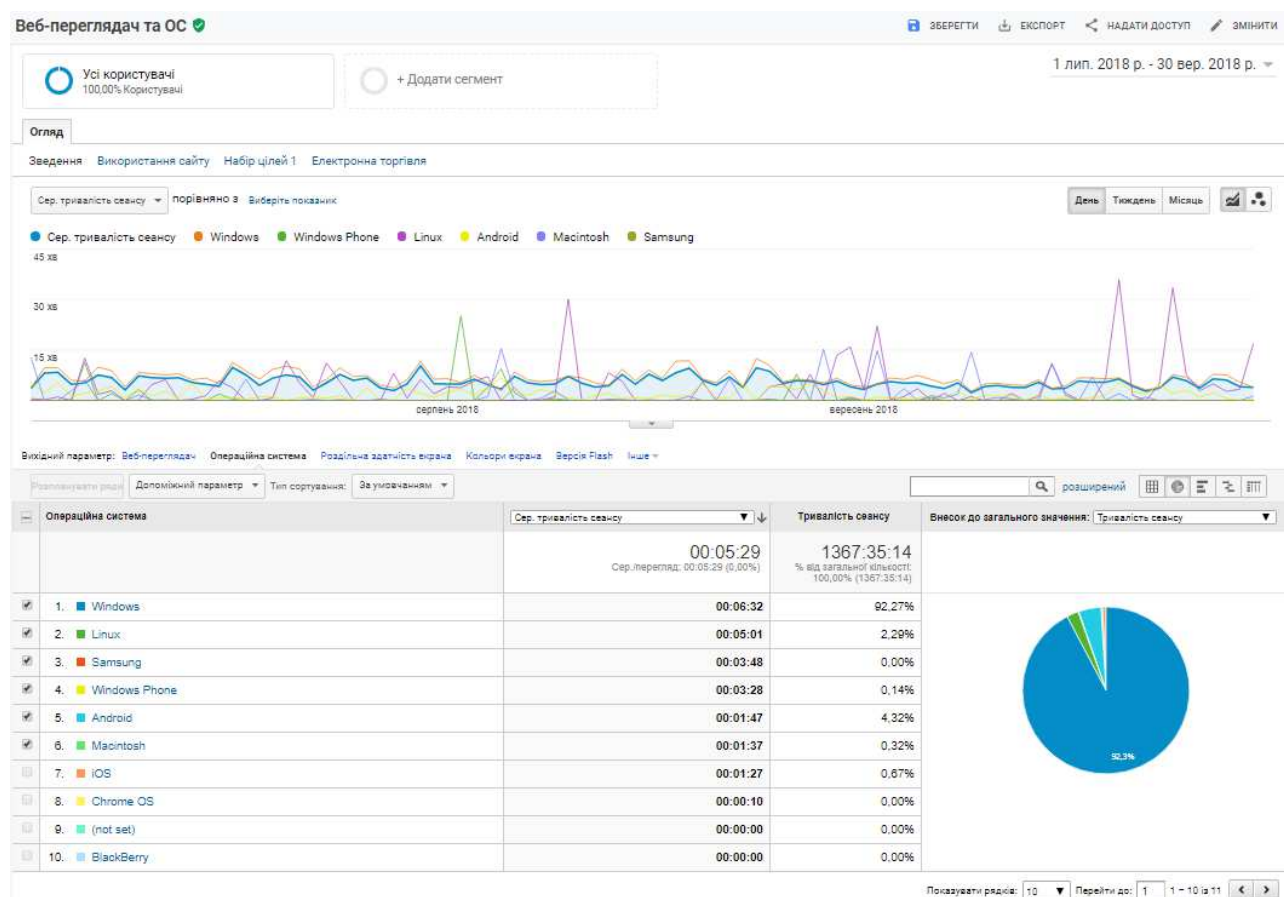 Веб-переглядач та ОС
ЗБЕРЕГТИ ЕКСПОРТ НАДАТИ ДОСТУП ЗМІНИТИ
Усі користувачі
100,00% Користувачі
+ Додати сегмент
1 лип. 2018 р. - 30 вер. 2018 р.
Огляд
Зведення Використання сайту Набір цілей 1 Електронна торгівля
Сер. тривалість сеансу порівняно з Виберіть показник
День Тиждень Місяць
Сер. тривалість сеансу Windows Windows Phone Linux Android Macintosh Samsung
45 хв
30 хв
15 хв
серпень 2018 вересень 2018
Вихідний параметр: Веб-переглядач Операційна система Роздільна здатність екрана Кольори екрана Версія Flash Інше
Розпланувати ряди Допоміжний параметр Тип сортування: За умовчанням розширений
Операційна система Сер. тривалість сеансу Тривалість сеансу Внесок до загального значення: Тривалість сеансу
00:05:29 1367:35:14
Сер./перегляд: 00:05:29 (0,00%) % від загальної кількості:
100,00% (1367:35:14)
1. Windows 00:06:32 92,27%
2. Linux 00:05:01 2,29%
3. Samsung 00:03:48 0,00%
4. Windows Phone 00:03:28 0,14%
5. Android 00:01:47 4,32%
6. Macintosh 00:01:37 0,32%
7. iOS 00:01:27 0,67%
8. Chrome OS 00:00:10 0,00%
9. (not set) 00:00:00 0,00%
10. BlackBerry 00:00:00 0,00%
92,3%
Показувати рядків: 10 Перейти до: 1 1 – 10 із 11